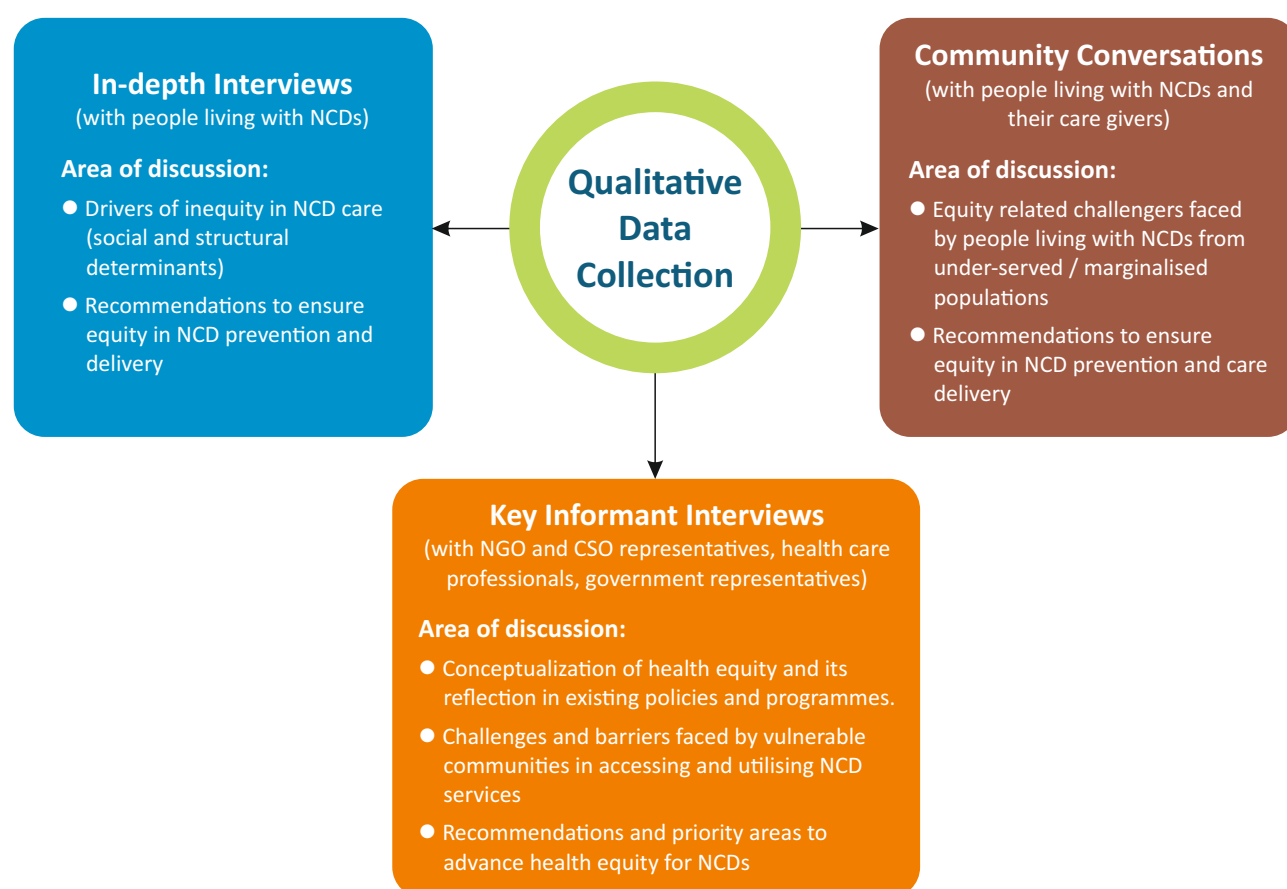 In-depth Interviews
(with people living with NCDs)
Area of discussion:
● Drivers of inequity in NCD care
(social and structural
determinants)
● Recommendations to ensure
equity in NCD prevention and
delivery
Qualitative
Data
Collection
Community Conversations
(with people living with NCDs and
their care givers)
Area of discussion:
● Equity related challengers faced
by people living with NCDs from
under-served / marginalised
populations
● Recommendations to ensure
equity in NCD prevention and care
delivery
Key Informant Interviews
(with NGO and CSO representatives, health care
professionals, government representatives)
Area of discussion:
● Conceptualization of health equity and its
reflection in existing policies and programmes.
● Challenges and barriers faced by vulnerable
communities in accessing and utilising NCD
services
● Recommendations and priority areas to
advance health equity for NCDs